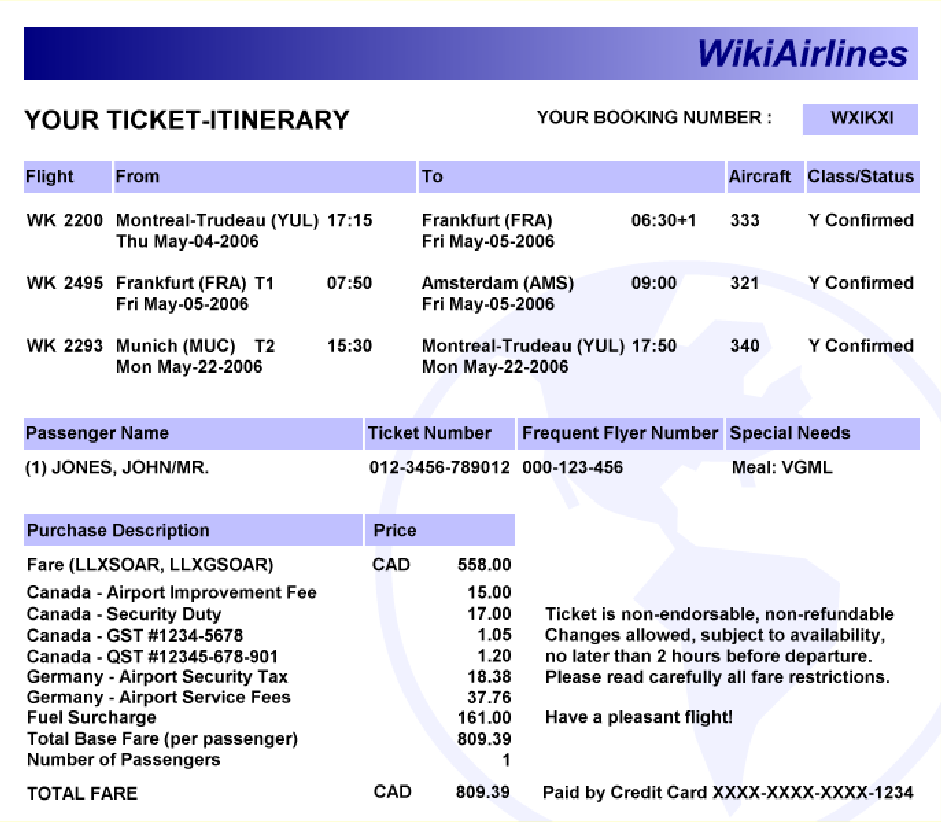 WikiAirlines
YOUR TICKET-ITINERARY YOUR BOOKING NUMBER : WXIKXI
Flight From To Aircraft Class/Status
WK 2200 Montreal-Trudeau (YUL) 17:15 Frankfurt (FRA) 06:30+1 333 Y Confirmed
Thu May-04-2006 Fri May-05-2006
WK 2495 Frankfurt (FRA) T1 07:50 Amsterdam (AMS) 09:00 321 Y Confirmed
Fri May-05-2006 Fri May-05-2006
WK 2293 Munich (MUC) T2 15:30 Montreal-Trudeau (YUL) 17:50 340 Y Confirmed
Mon May-22-2006 Mon May-22-2006
Passenger Name Ticket Number Frequent Flyer Number Special Needs
(1) JONES, JOHN/MR. 012-3456-789012 000-123-456 Meal: VGML
Purchase Description Price
Fare (LLXSOAR, LLXGSOAR) CAD 558.00
Canada - Airport Improvement Fee 15.00
Canada - Security Duty 17.00 Ticket is non-endorsable, non-refundable
Canada - GST #1234-5678 1.05 Changes allowed, subject to availability,
Canada - QST #12345-678-901 1.20 no later than 2 hours before departure.
Germany - Airport Security Tax 18.38 Please read carefully all fare restrictions.
Germany - Airport Service Fees 37.76
Fuel Surcharge 161.00 Have a pleasant flight!
Total Base Fare (per passenger) 809.39
Number of Passengers 1
TOTAL FARE CAD 809.39 Paid by Credit Card XXXX-XXXX-XXXX-1234